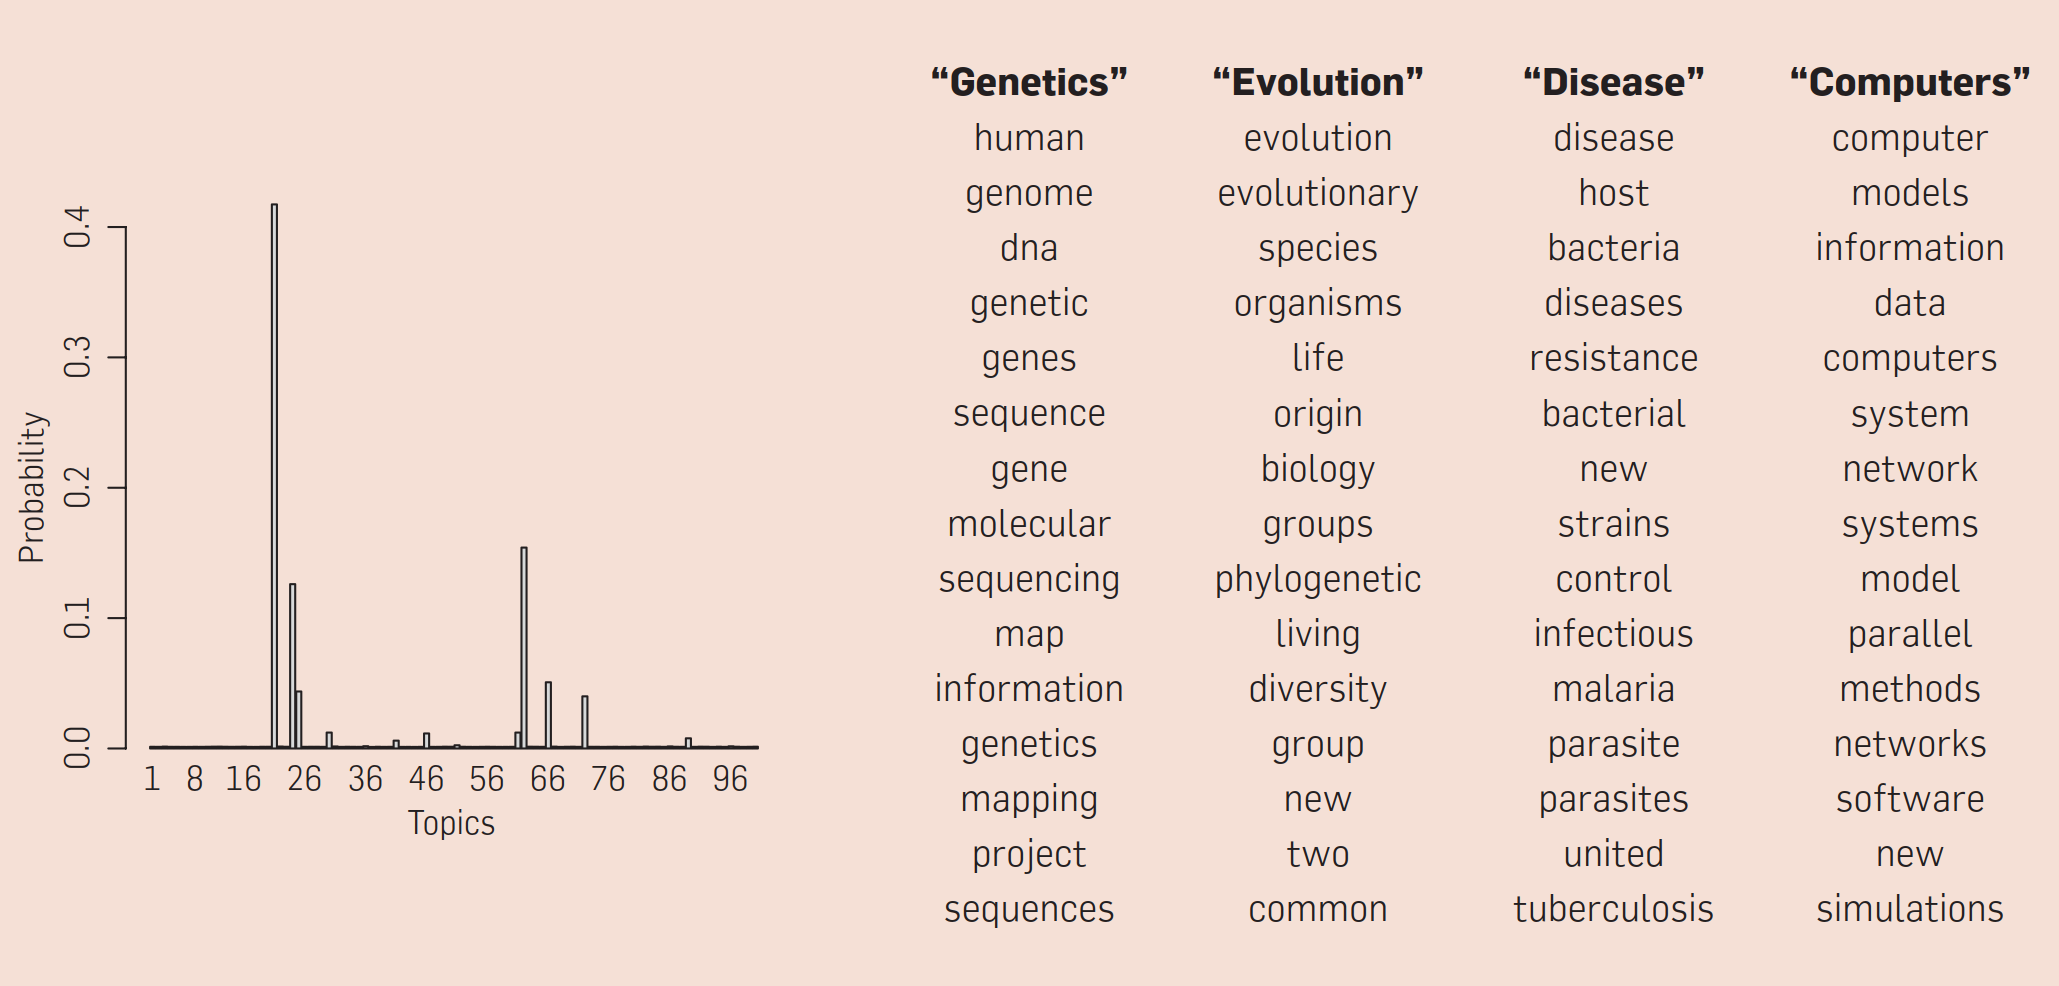 0.4
0.3
0.2
0.1
0.0
Probability
1 8 16 26 36 46 56 66 76 86 96
Topics
“Genetics” “Evolution” “Disease” “Computers”
human evolution disease computer
genome evolutionary host models
dna species bacteria information
genetic organisms diseases data
genes life resistance computers
sequence origin bacterial system
gene biology new network
molecular groups strains systems
sequencing phylogenetic control model
map living infectious parallel
information diversity malaria methods
genetics group parasite networks
mapping new parasites software
project two united new
sequences common tuberculosis simulations